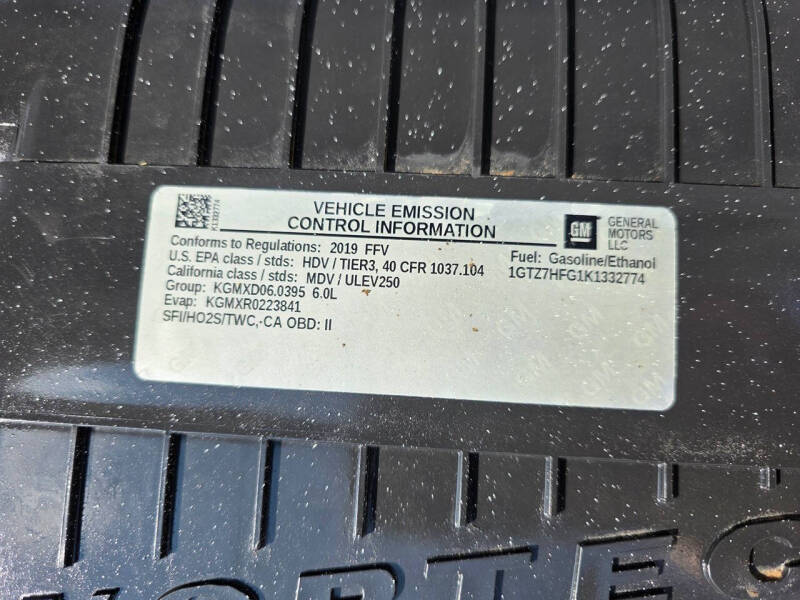 K1332774
VEHICLE EMISSION
CONTROL INFORMATION
GM
GENERAL
MOTORS
LLC
Conforms to Regulations: 2019 FFV
Fuel: Gasoline/Ethanol
U.S. EPA class / stds: HDV / TIER3, 40 CFR 1037.104
1GTZ7HFG1K1332774
California class / stds: MDV / ULEV250
Group: KGMXD06.0395 6.0L
Evap: KGMXR0223841
SFI/HO2S/TWC,-CA OBD: II
VORTEC